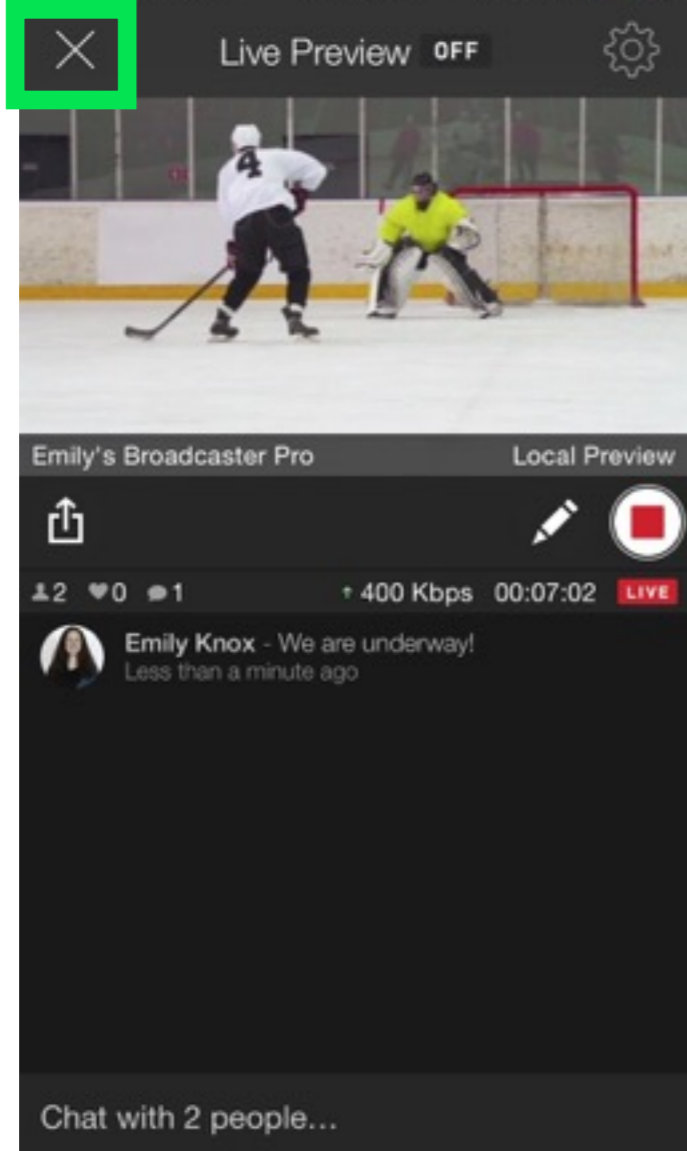 Live Preview OFF
4
Emily's Broadcaster Pro Local Preview
2 0 1 ↑ 400 Kbps 00:07:02 LIVE
Emily Knox - We are underway!
Less than a minute ago
Chat with 2 people...